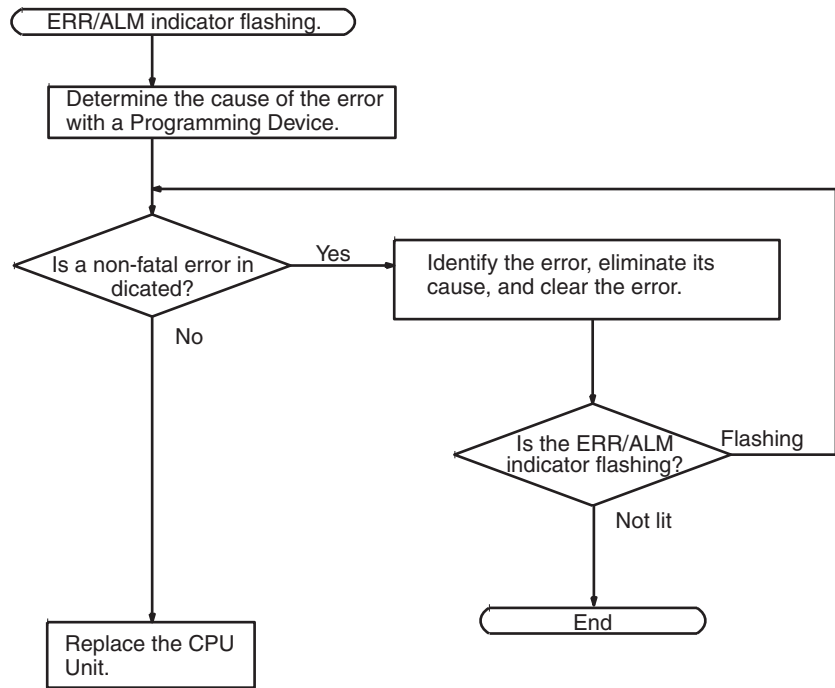 ERR/ALM indicator flashing.
Determine the cause of the error
with a Programming Device.
Is a non-fatal error in
dicated?
Yes
No
Identify the error, eliminate its
cause, and clear the error.
Is the ERR/ALM
indicator flashing?
Flashing
Not lit
End
Replace the CPU
Unit.